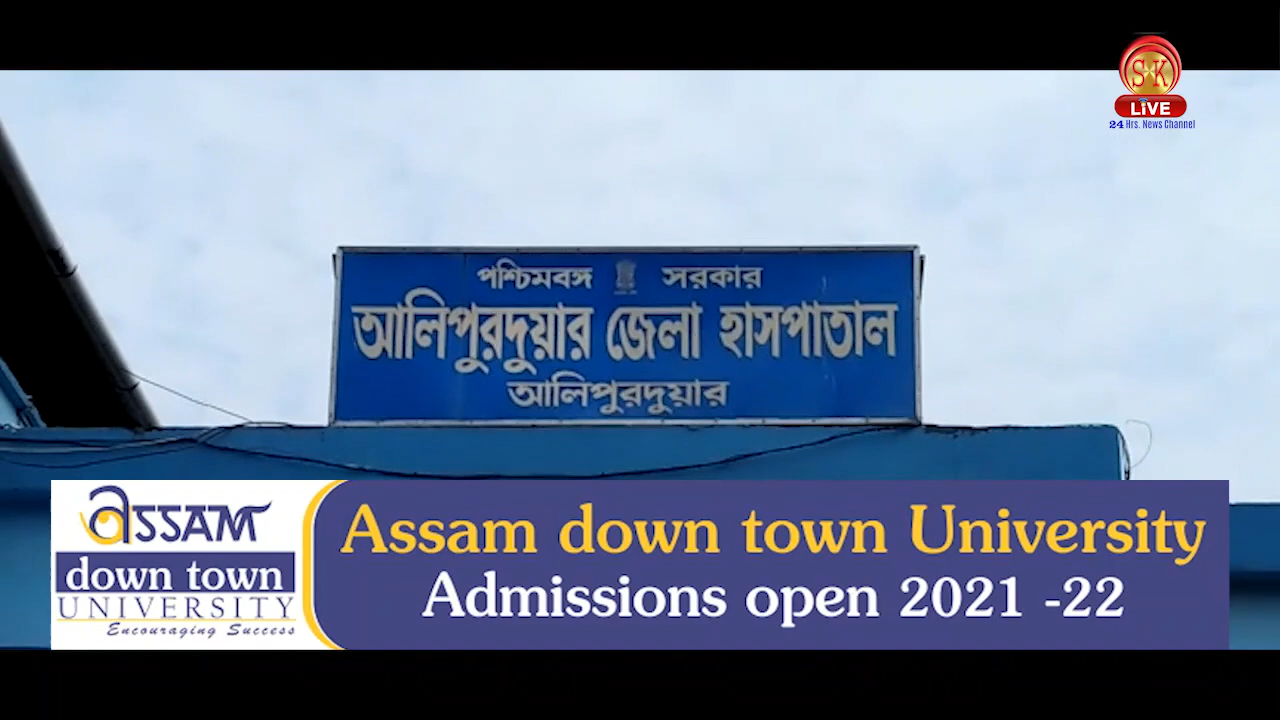 SK
LIVE
24 Hrs. News Channel
পশ্চিমবঙ্গ সরকার
আলিপুরদুয়ার জেলা হাসপাতাল
আলিপুরদুয়ার
ASSAM
down town
UNIVERSITY
Encouraging Success
Assam down town University
Admissions open 2021 -22